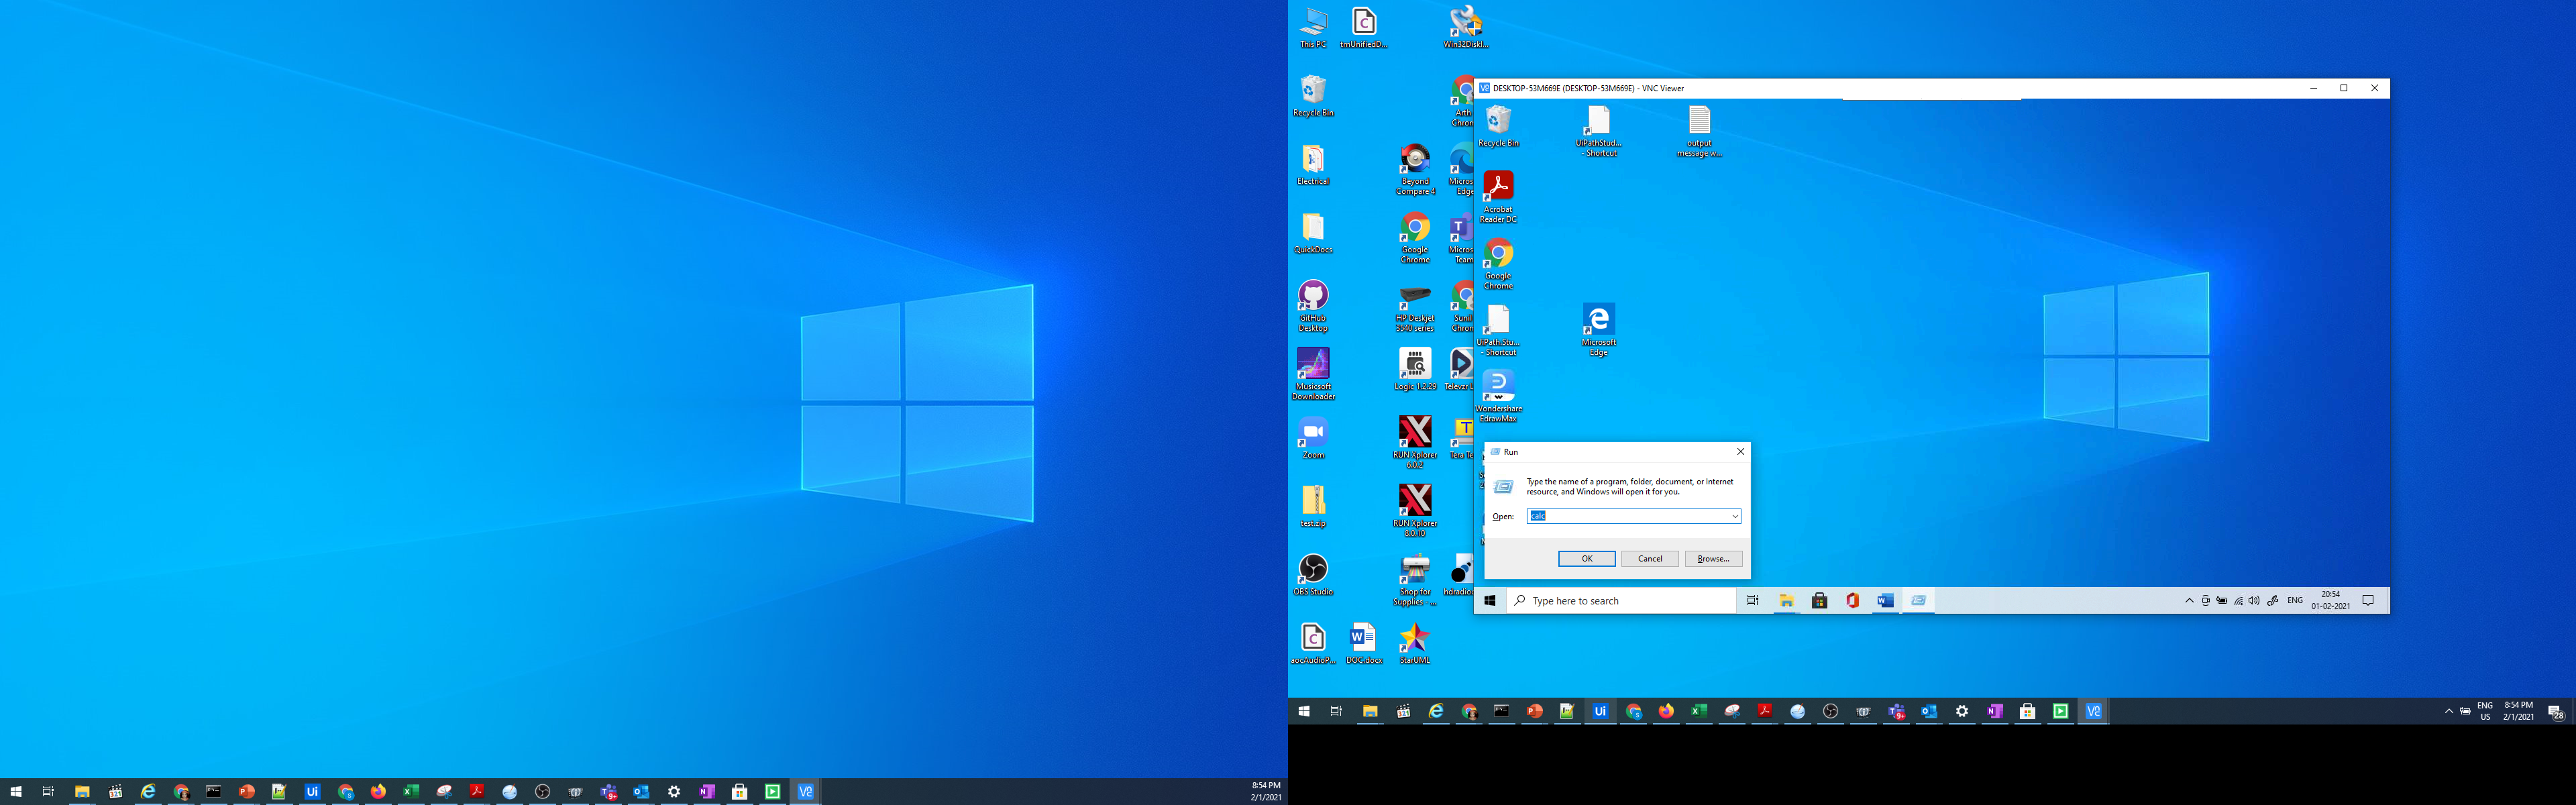 8:54 PM
2/1/2021
This PC
tmUnifiedD...
Win32DiskI...
Recycle Bin
Arth
Chrom
Electrical
Beyond
Compare 4
Micros
Edge
QuickDocs
Google
Chrome
Micros
Team
GitHub
Desktop
HP Deskjet
3540 series
Sunil
Chrom
Musicsoft
Downloader
Logic 1.2.29
Televzr
Zoom
RUN Xplorer
6.0.2
Tera Te
test.zip
RUN Xplorer
8.0.10
OBS Studio
Shop for
Supplies - ...
hdradio.
aocAudioP...
DOC.docx
StarUML
DESKTOP-53M669E (DESKTOP-53M669E) - VNC Viewer
Recycle Bin
UiPathStud...
- Shortcut
output
message w...
Acrobat
Reader DC
Google
Chrome
UiPath.Stu...
- Shortcut
Microsoft
Edge
Wondershare
EdrawMax
Run
Type the name of a program, folder, document, or Internet
resource, and Windows will open it for you.
Open:
calc
OK
Cancel
Browse...
Type here to search
ENG
20:54
01-02-2021
ENG
US
8:54 PM
2/1/2021
28